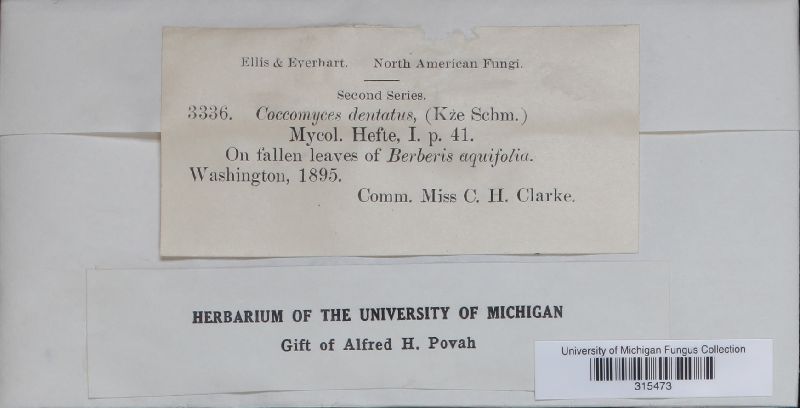 Ellis & Everhart. North American Fungi.
Second Series.
3336. Coccomyces dentatus, (Kże Schm.)
Mycol. Hefte, I. p. 41.
On fallen leaves of Berberis aquifolia.
Washington, 1895.
Comm. Miss C. H. Clarke.
HERBARIUM OF THE UNIVERSITY OF MICHIGAN
Gift of Alfred H. Povah
University of Michigan Fungus Collection
315473